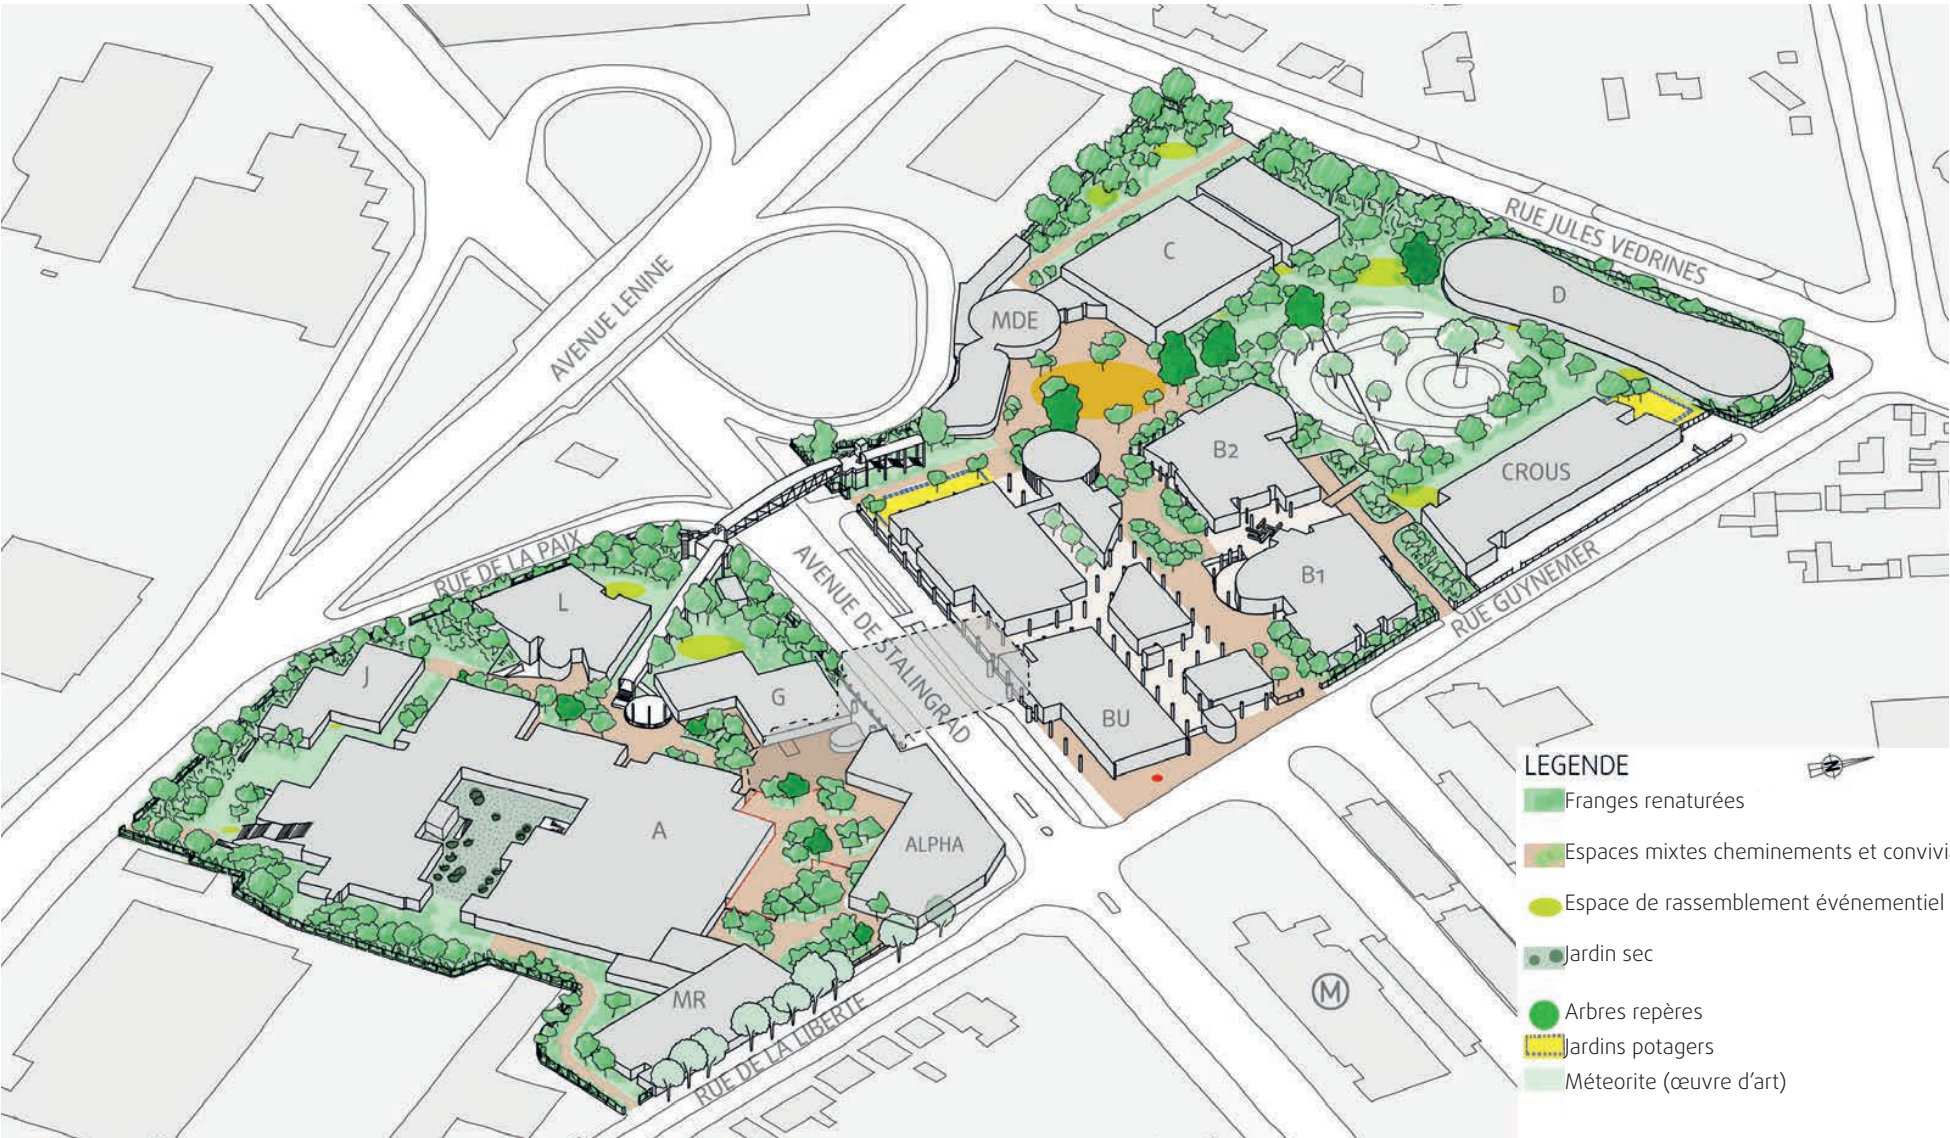 RUE JULES VEDRINES
AVENUE LENINE
C
D
MDE
B2
CROUS
RUE DE LA PAIX
AVENUE DE STALINGRAD
B1
RUE GUYNEMER
L
J
G
BU
A
ALPHA
MR
RUE DE LA LIBERTE
M
LEGENDE
N
Franges renaturées
Espaces mixtes cheminements et convivi
Espace de rassemblement événementiel
Jardin sec
Arbres repères
Jardins potagers
Méteorite (œuvre d'art)